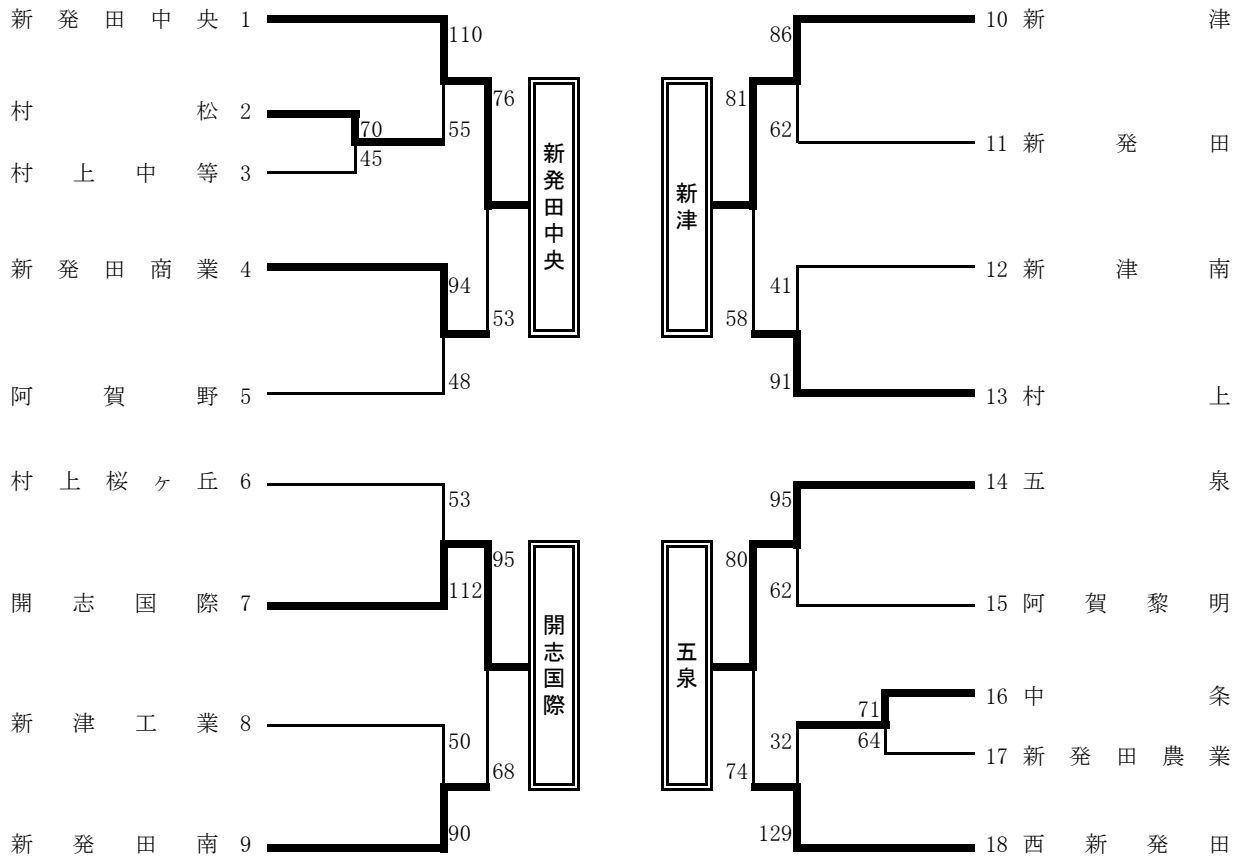 新発田中央 1
110
76
村松 2
70
55
村上中等 3
45
新発田中央
新発田商業 4
94
53
阿賀野 5
48
村上桜ヶ丘 6
53
95
開志国際 7
112
開志国際
新津工業 8
50
68
新発田南 9
90
86
10 新津
81
62
11 新発田
新津
12 新津南
41
58
91
13 村上
14 五泉
95
80
62
15 阿賀黎明
五泉
16 中条
71
32
64
17 新発田農業
74
129
18 西新発田